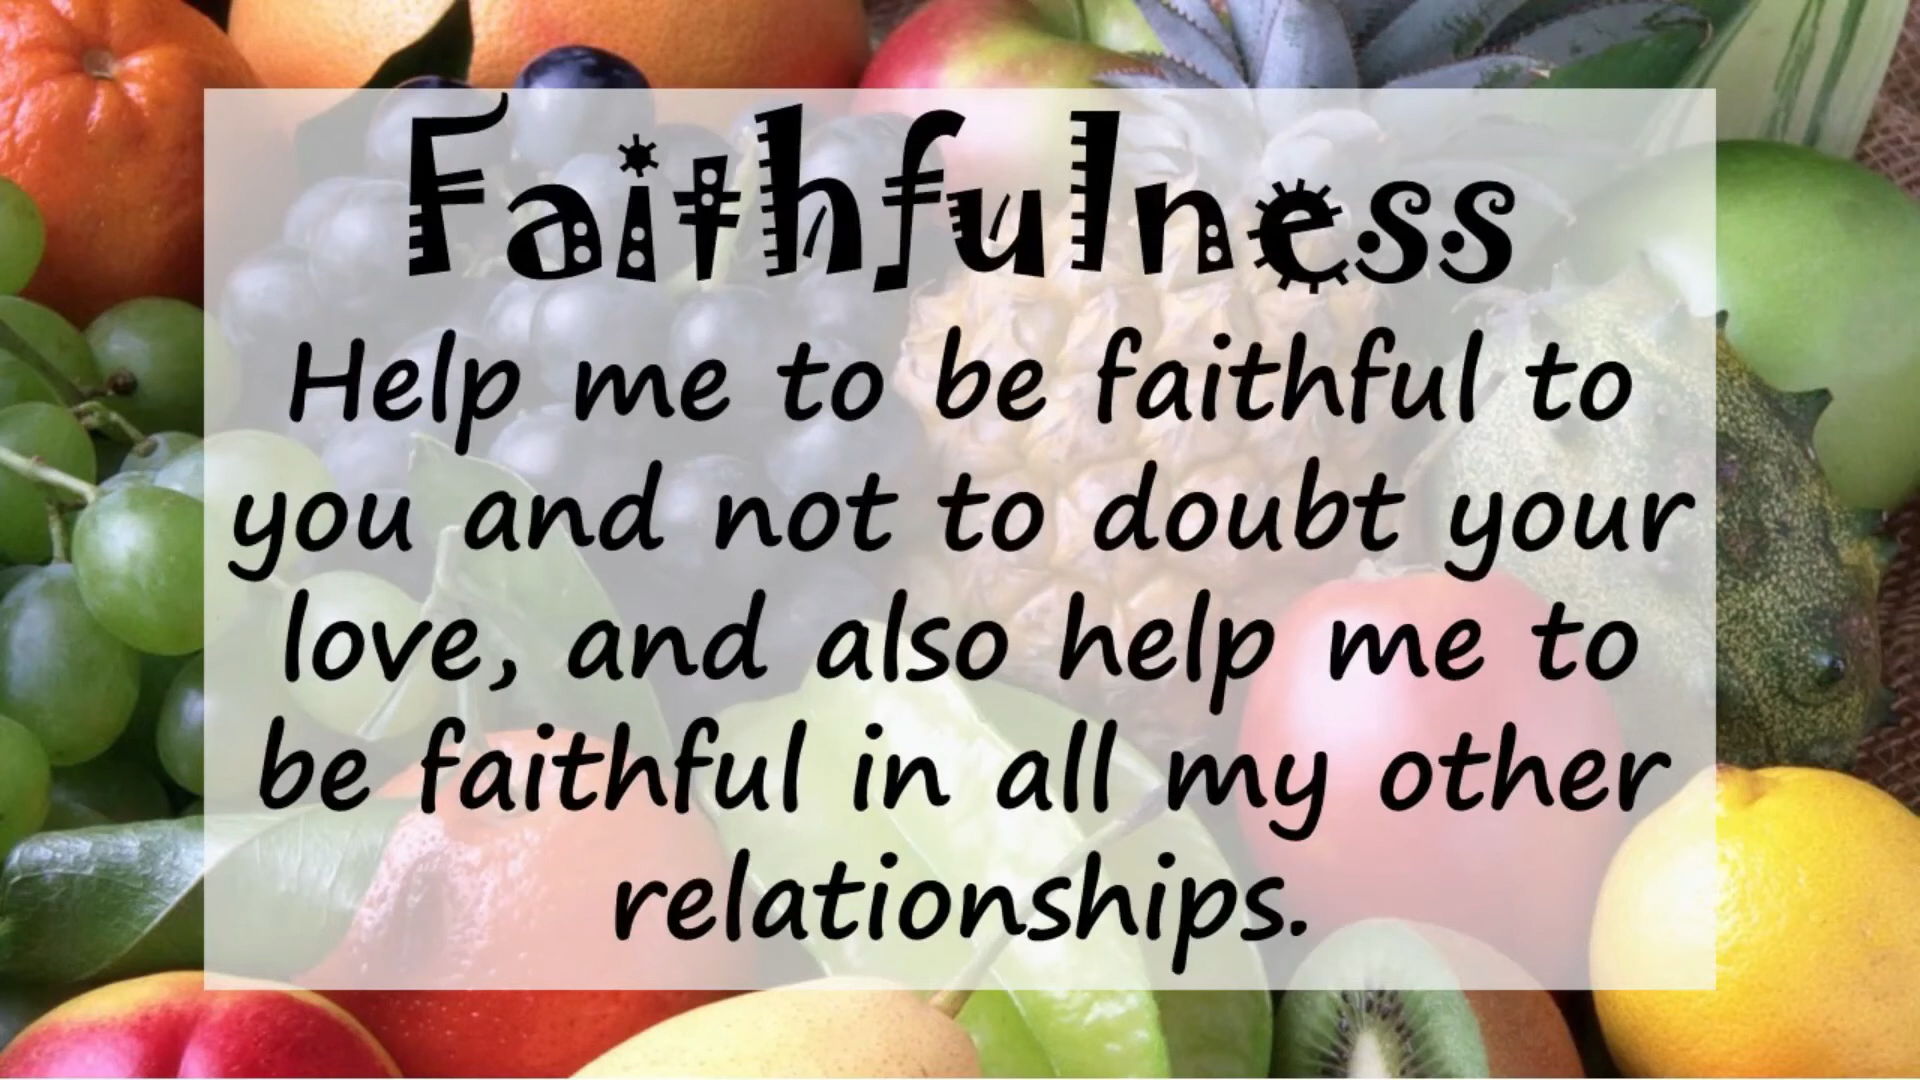 Faithfulness
Help me to be faithful to
you and not to doubt your
love, and also help me to
be faithful in all my other
relationships.